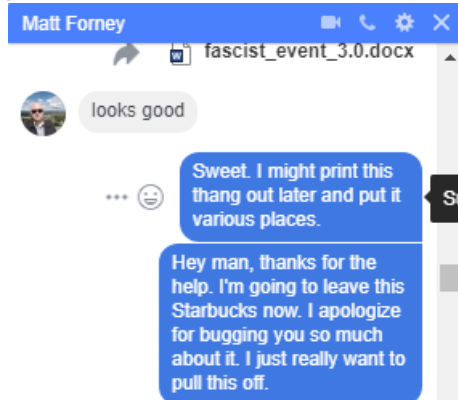 Matt Forney
fascist_event_3.0.docx
looks good
Sweet. I might print this
thang out later and put it
various places.
Hey man, thanks for the
help. I'm going to leave this
Starbucks now. I apologize
for bugging you so much
about it. I just really want to
pull this off.